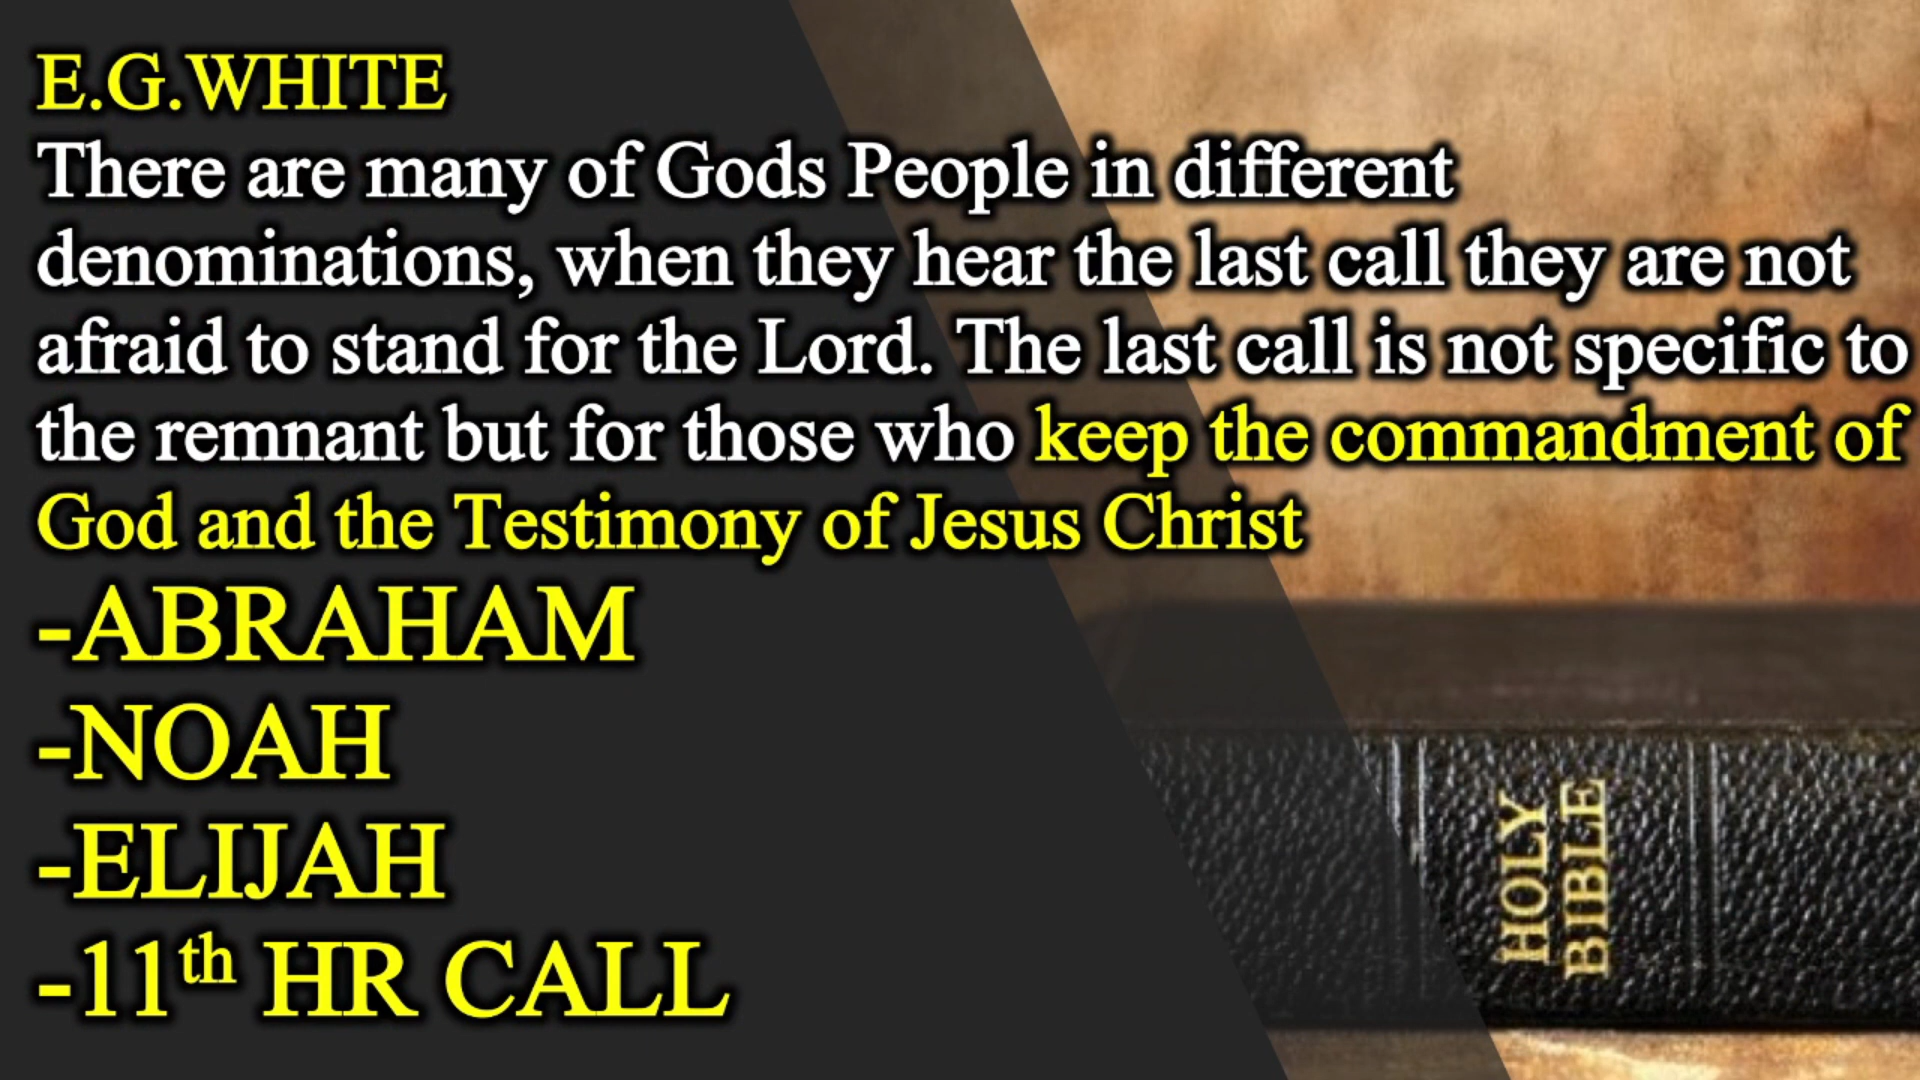 E.G.WHITE
There are many of Gods People in different
denominations, when they hear the last call they are not
afraid to stand for the Lord. The last call is not specific to
the remnant but for those who keep the commandment of
God and the Testimony of Jesus Christ
-ABRAHAM
-NOAH
-ELIJAH
-11th HR CALL
HOLY
BIBLE